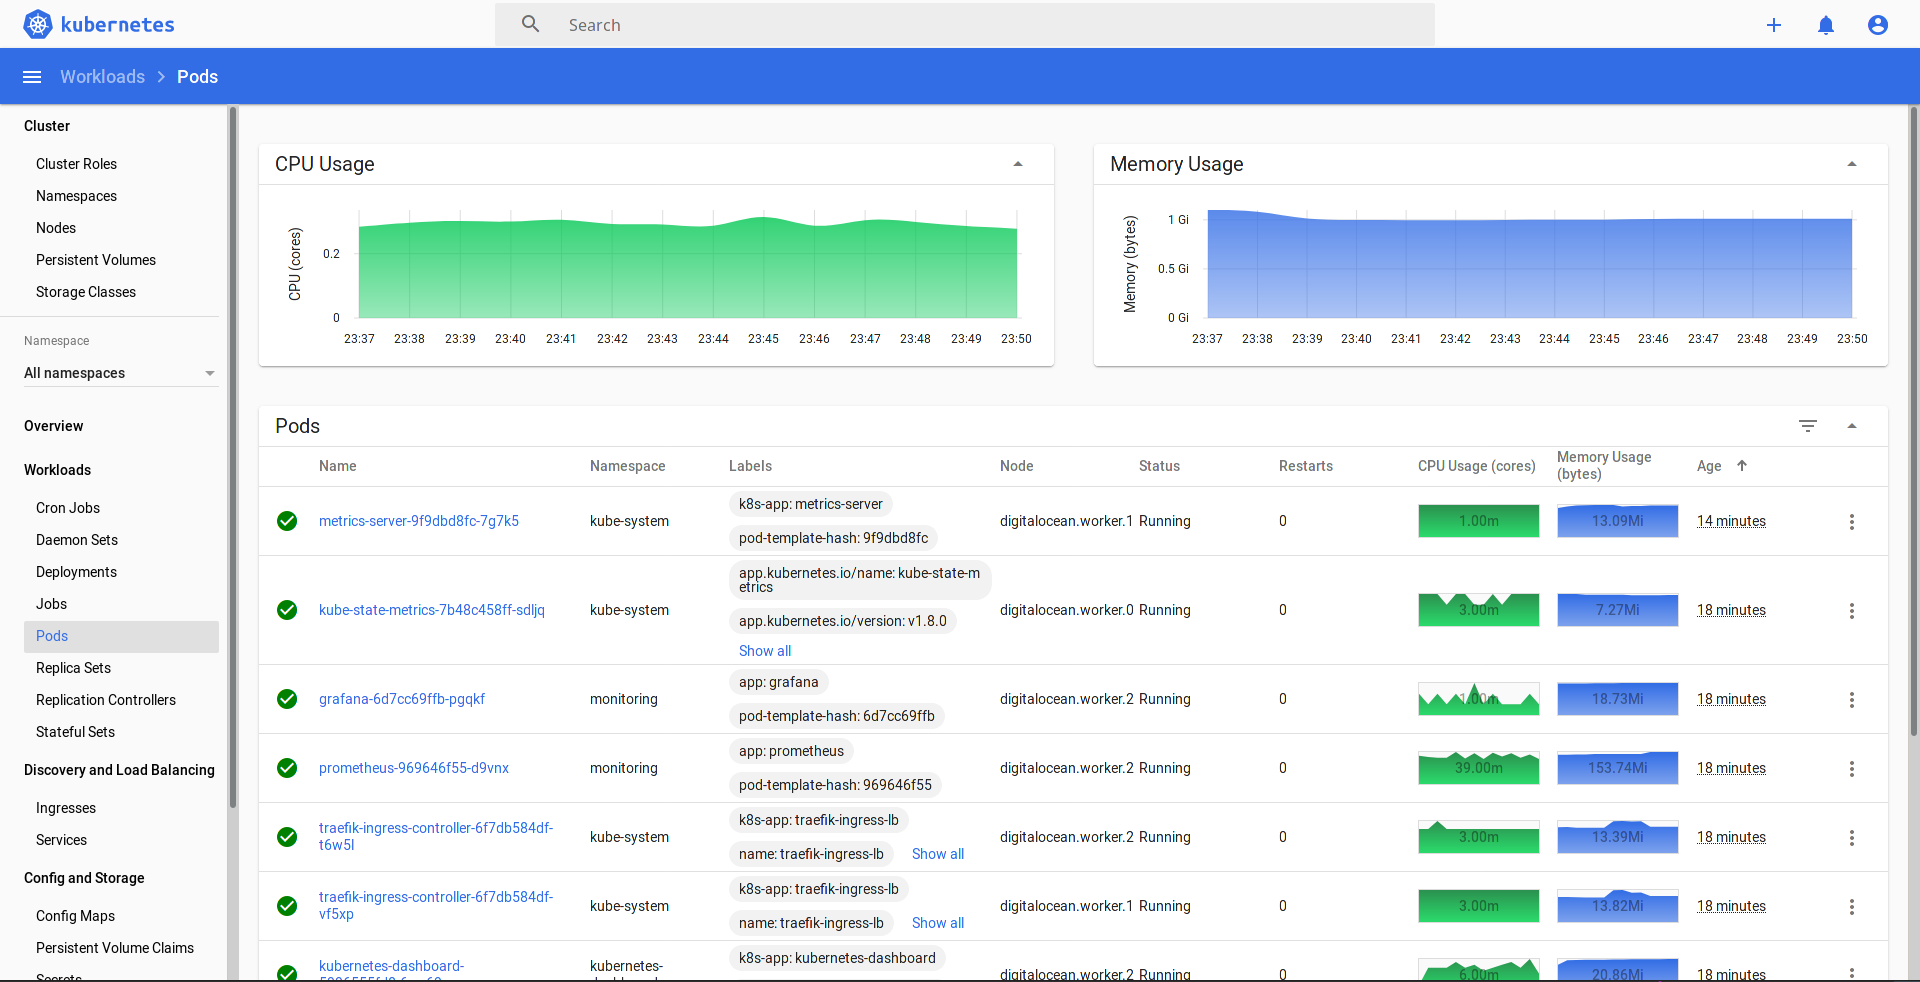 kubernetes
Search
Workloads
Pods
Cluster
Cluster Roles
Namespaces
Nodes
Persistent Volumes
Storage Classes
Namespace
All namespaces
Overview
Workloads
Cron Jobs
Daemon Sets
Deployments
Jobs
Pods
Replica Sets
Replication Controllers
Stateful Sets
Discovery and Load Balancing
Ingresses
Services
Config and Storage
Config Maps
Persistent Volume Claims
Secrets
CPU Usage
CPU (cores)
0.2
0
23:37 23:38 23:39 23:40 23:41 23:42 23:43 23:44 23:45 23:46 23:47 23:48 23:49 23:50
Memory Usage
Memory (bytes)
1 Gi
0.5 Gi
0 Gi
23:37 23:38 23:39 23:40 23:41 23:42 23:43 23:44 23:45 23:46 23:47 23:48 23:49 23:50
Pods
Name Namespace Labels Node Status Restarts CPU Usage (cores) Memory Usage
(bytes) Age
k8s-app: metrics-server
metrics-server-9f9dbd8fc-7g7k5 kube-system digitalocean.worker.1 Running 0 1.00m 13.09Mi 14 minutes
pod-template-hash: 9f9dbd8fc
app.kubernetes.io/name: kube-state-m
etrics
kube-state-metrics-7b48c458ff-sdljq kube-system digitalocean.worker.0 Running 0 3.00m 7.27Mi 18 minutes
app.kubernetes.io/version: v1.8.0
Show all
app: grafana
grafana-6d7cc69ffb-pgqkf monitoring digitalocean.worker.2 Running 0 1.00m 18.73Mi 18 minutes
pod-template-hash: 6d7cc69ffb
app: prometheus
prometheus-969646f55-d9vnx monitoring digitalocean.worker.2 Running 0 39.00m 153.74Mi 18 minutes
pod-template-hash: 969646f55
k8s-app: traefik-ingress-lb
traefik-ingress-controller-6f7db584df-
t6w5l kube-system digitalocean.worker.2 Running 0 3.00m 13.39Mi 18 minutes
name: traefik-ingress-lb Show all
k8s-app: traefik-ingress-lb
traefik-ingress-controller-6f7db584df-
vf5xp kube-system digitalocean.worker.1 Running 0 3.00m 13.82Mi 18 minutes
name: traefik-ingress-lb Show all
k8s-app: kubernetes-dashboard
kubernetes-dashboard- kubernetes-
digitalocean.worker.2 Running 0 6.00m 20.86Mi 18 minutes